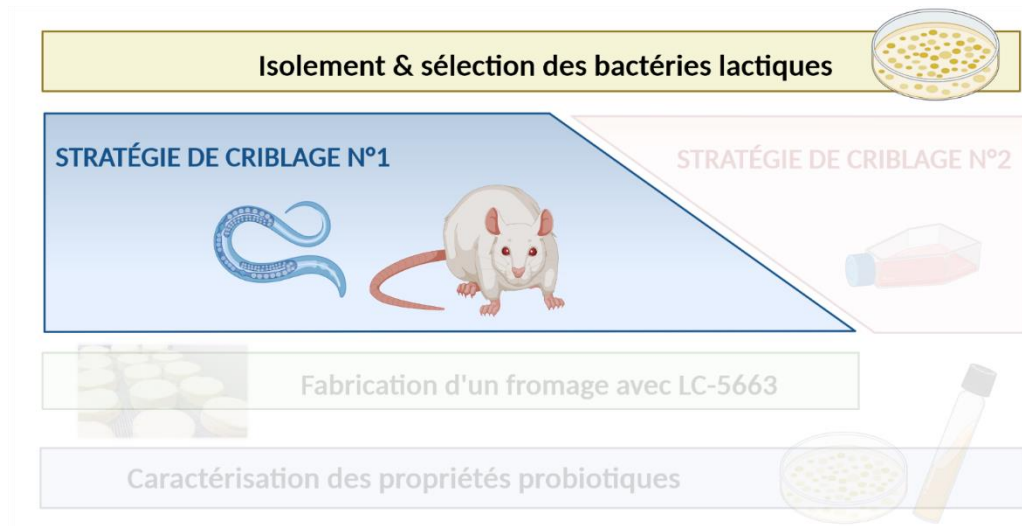 Isolement & sélection des bactéries lactiques
STRATÉGIE DE CRIBLAGE N°1
STRATÉGIE DE CRIBLAGE N°2
Fabrication d'un fromage avec LC-5663
Caractérisation des propriétés probiotiques